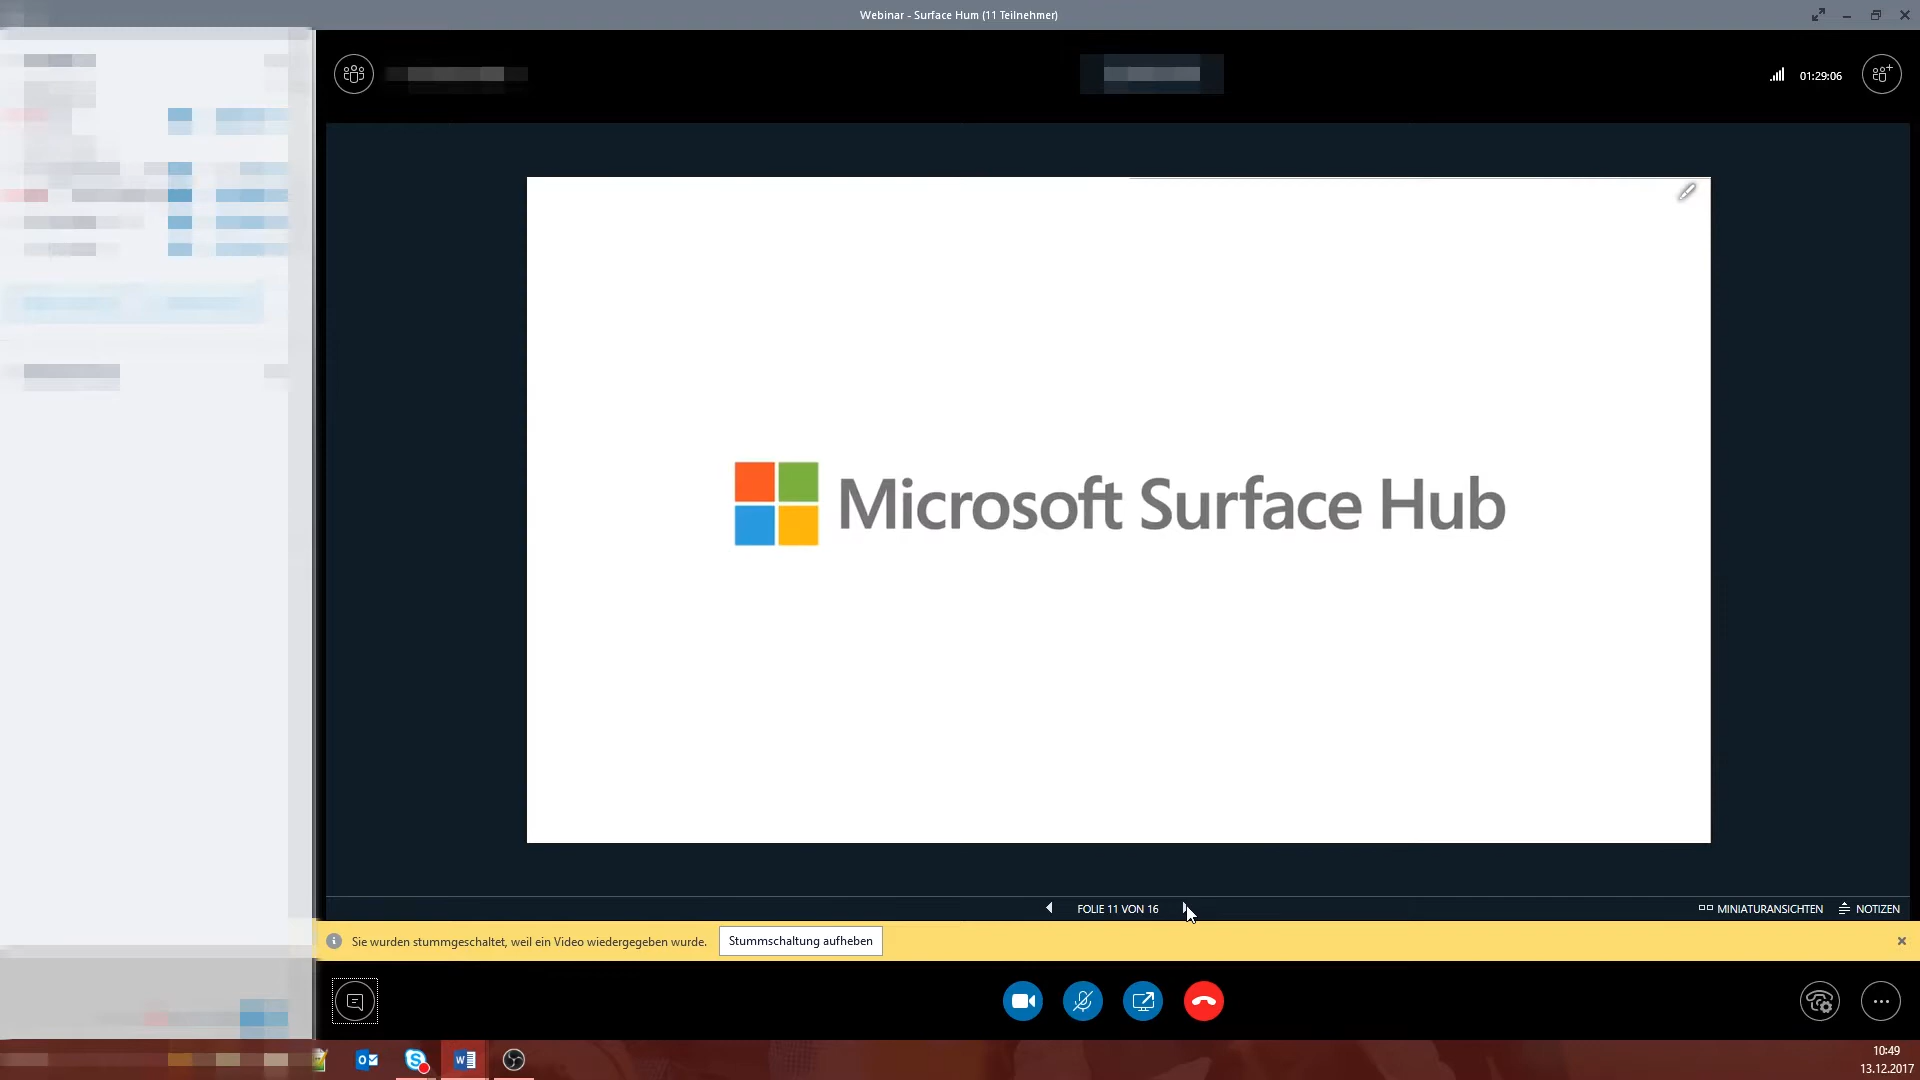 Webinar - Surface Hum (11 Teilnehmer)
01:29:06
Microsoft Surface Hub
FOLIE 11 VON 16
MINIATURANSICHTEN
NOTIZEN
Sie wurden stummgeschaltet, weil ein Video wiedergegeben wurde.
Stummschaltung aufheben
10:49
13.12.2017